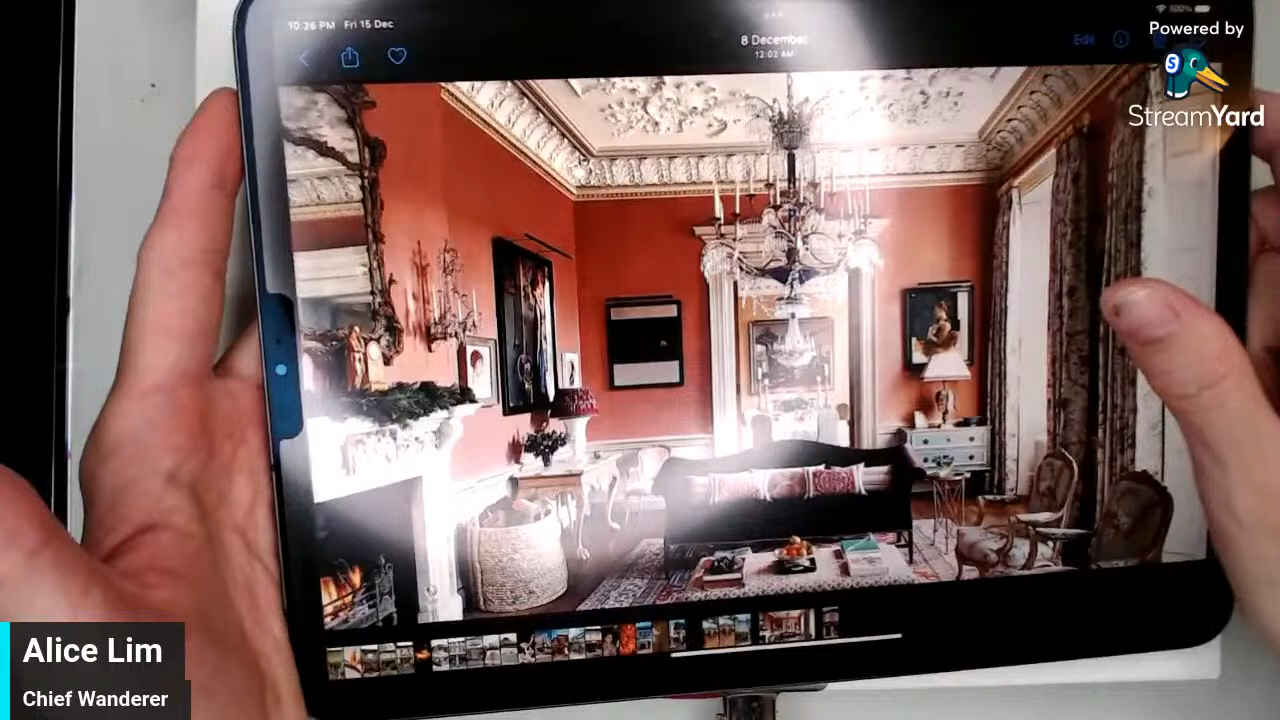 10:26 PM Fri 15 Dec
100%
8 December
12:02 AM
Edit
Powered by
S
StreamYard
Alice Lim
Chief Wanderer